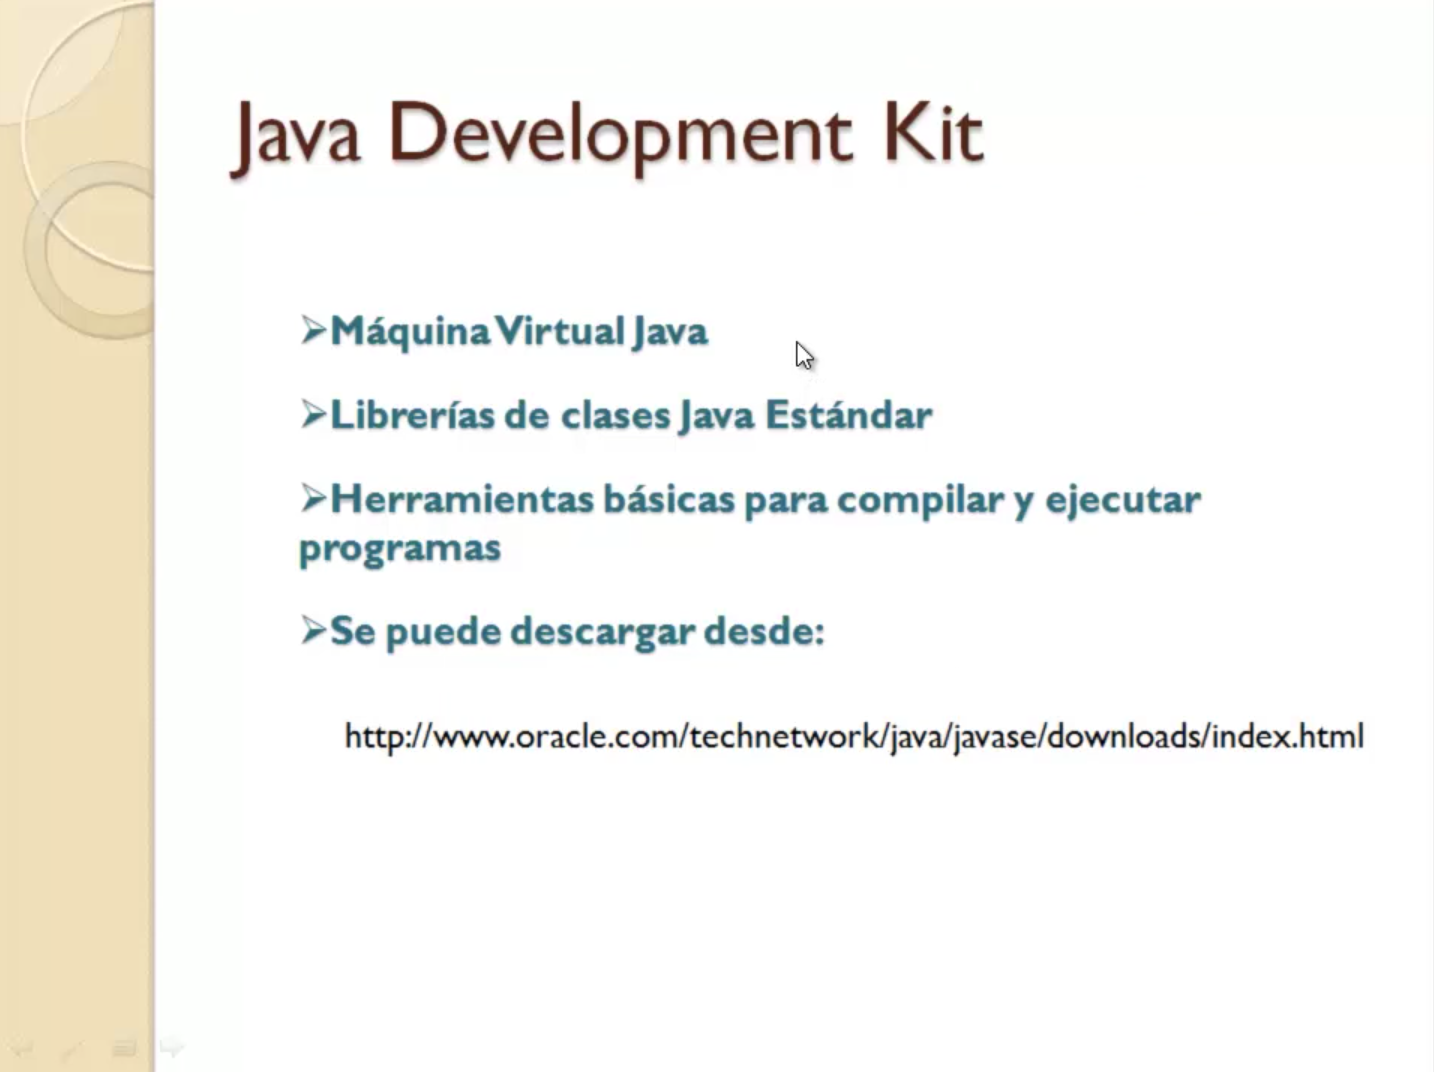 Java Development Kit
➢Máquina Virtual Java
➢Librerías de clases Java Estándar
➢Herramientas básicas para compilar y ejecutar
programas
➢Se puede descargar desde:
http://www.oracle.com/technetwork/java/javase/downloads/index.html